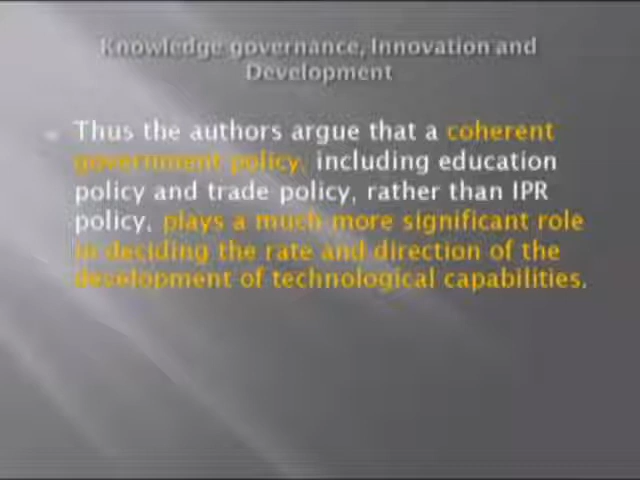 Knowledge governance, Innovation and
Development
Thus the authors argue that a coherent
government policy, including education
policy and trade policy, rather than IPR
policy, plays a much more significant role
in deciding the rate and direction of the
development of technological capabilities.